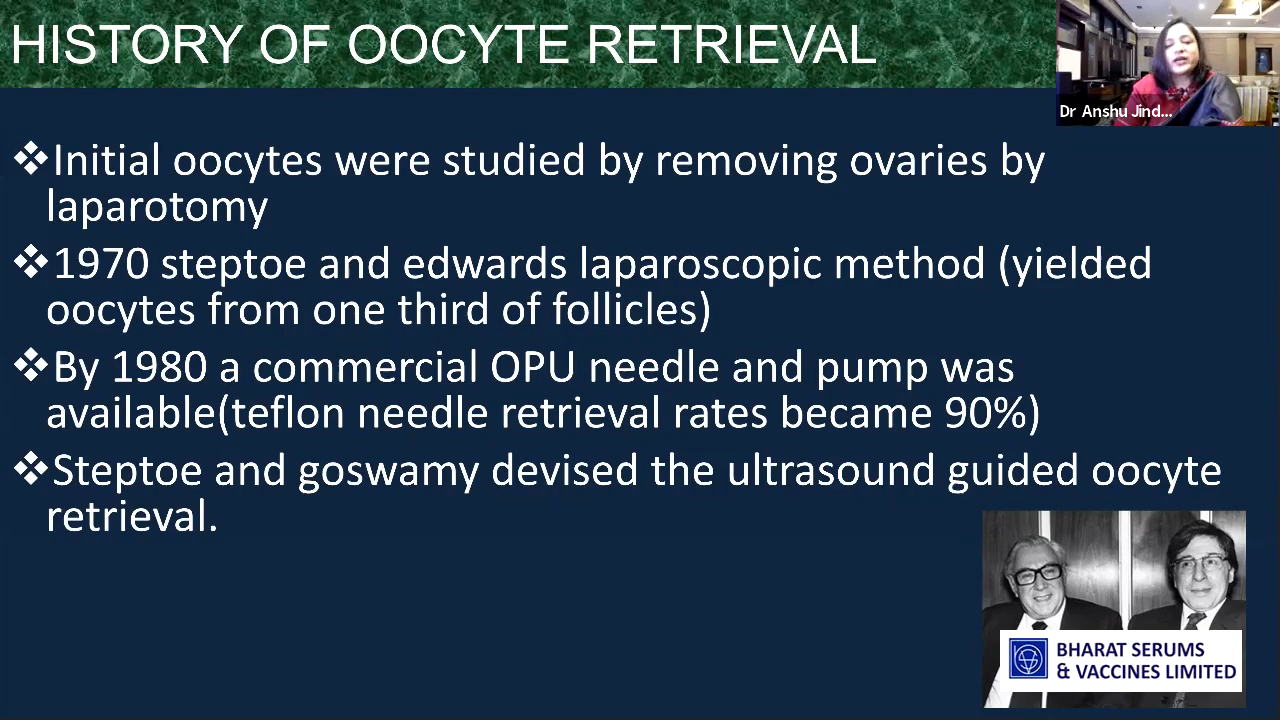 HISTORY OF OOCYTE RETRIEVAL
Dr Anshu Jind...
❖Initial oocytes were studied by removing ovaries by
laparotomy
❖1970 steptoe and edwards laparoscopic method (yielded
oocytes from one third of follicles)
❖By 1980 a commercial OPU needle and pump was
available(teflon needle retrieval rates became 90%)
❖Steptoe and goswamy devised the ultrasound guided oocyte
retrieval.
BHARAT SERUMS
& VACCINES LIMITED